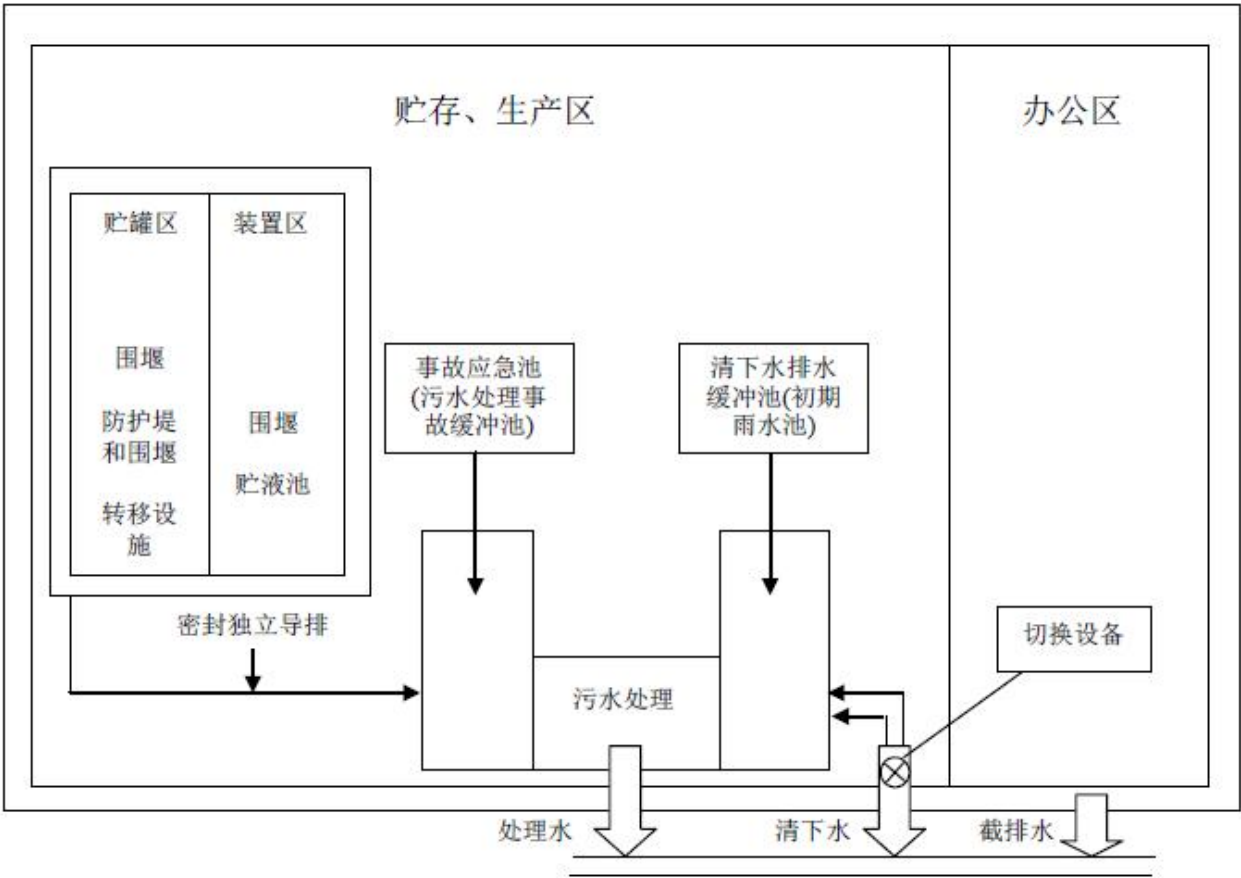 贮存、生产区
办公区
贮罐区
装置区
围堰
防护堤
和围堰
转移设
施
围堰
贮液池
事故应急池
(污水处理事
故缓冲池)
清下水排水
缓冲池(初期
雨水池)
密封独立导排
污水处理
切换设备
处理水
清下水
截排水